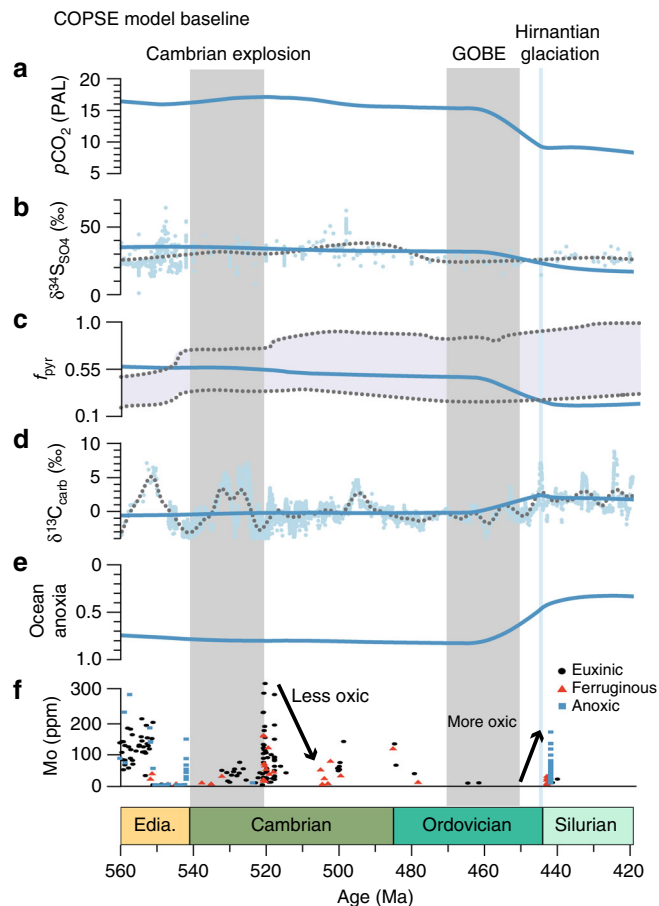 COPSE model baseline
Hirnantian
Cambrian explosion
GOBE
glaciation
a
pCO2 (PAL)
20
15
10
5
b
δ34SSO4 (‰)
50
0
c
fpyr
1.0
0.55
0.1
d
δ13Ccarb (‰)
10
5
0
e
Ocean
anoxia
0
0.5
1.0
f
Mo (ppm)
300
200
100
0
Less oxic
More oxic
Euxinic
Ferruginous
Anoxic
Edia.
Cambrian
Ordovician
Silurian
560
540
520
500
480
460
440
420
Age (Ma)